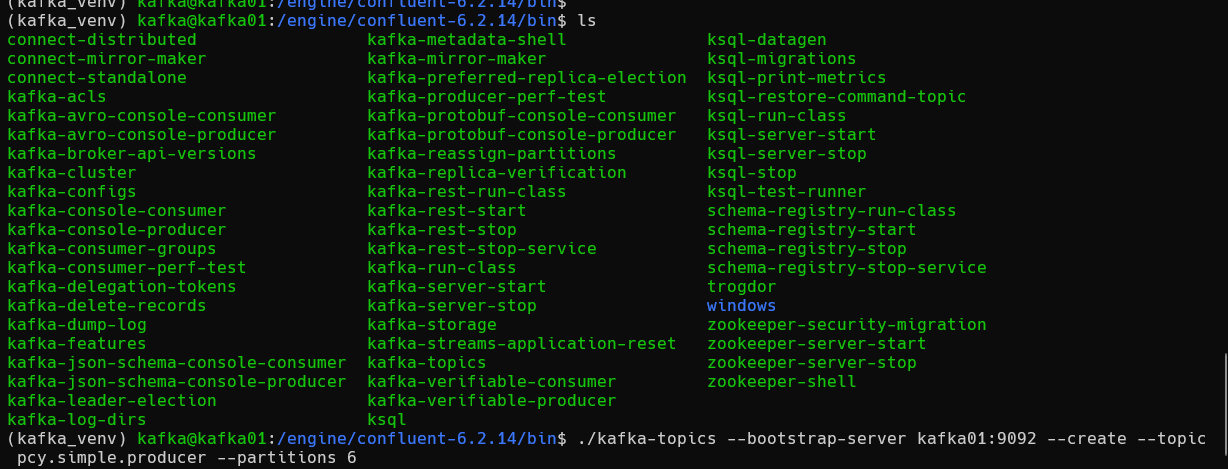 (kafka_venv) kafka@kafka01:/engine/confluent-6.2.14/bin$
(kafka_venv) kafka@kafka01:/engine/confluent-6.2.14/bin$ ls
connect-distributed kafka-metadata-shell ksql-datagen
connect-mirror-maker kafka-mirror-maker ksql-migrations
connect-standalone kafka-preferred-replica-election ksql-print-metrics
kafka-acls kafka-producer-perf-test ksql-restore-command-topic
kafka-avro-console-consumer kafka-protobuf-console-consumer ksql-run-class
kafka-avro-console-producer kafka-protobuf-console-producer ksql-server-start
kafka-broker-api-versions kafka-reassign-partitions ksql-server-stop
kafka-cluster kafka-replica-verification ksql-stop
kafka-configs kafka-rest-run-class ksql-test-runner
kafka-console-consumer kafka-rest-start schema-registry-run-class
kafka-console-producer kafka-rest-stop schema-registry-start
kafka-consumer-groups kafka-rest-stop-service schema-registry-stop
kafka-consumer-perf-test kafka-run-class schema-registry-stop-service
kafka-delegation-tokens kafka-server-start trogdor
kafka-delete-records kafka-server-stop windows
kafka-dump-log kafka-storage zookeeper-security-migration
kafka-features kafka-streams-application-reset zookeeper-server-start
kafka-json-schema-console-consumer kafka-topics zookeeper-server-stop
kafka-json-schema-console-producer kafka-verifiable-consumer zookeeper-shell
kafka-leader-election kafka-verifiable-producer
kafka-log-dirs ksql
(kafka_venv) kafka@kafka01:/engine/confluent-6.2.14/bin$ ./kafka-topics --bootstrap-server kafka01:9092 --create --topic
pcy.simple.producer --partitions 6